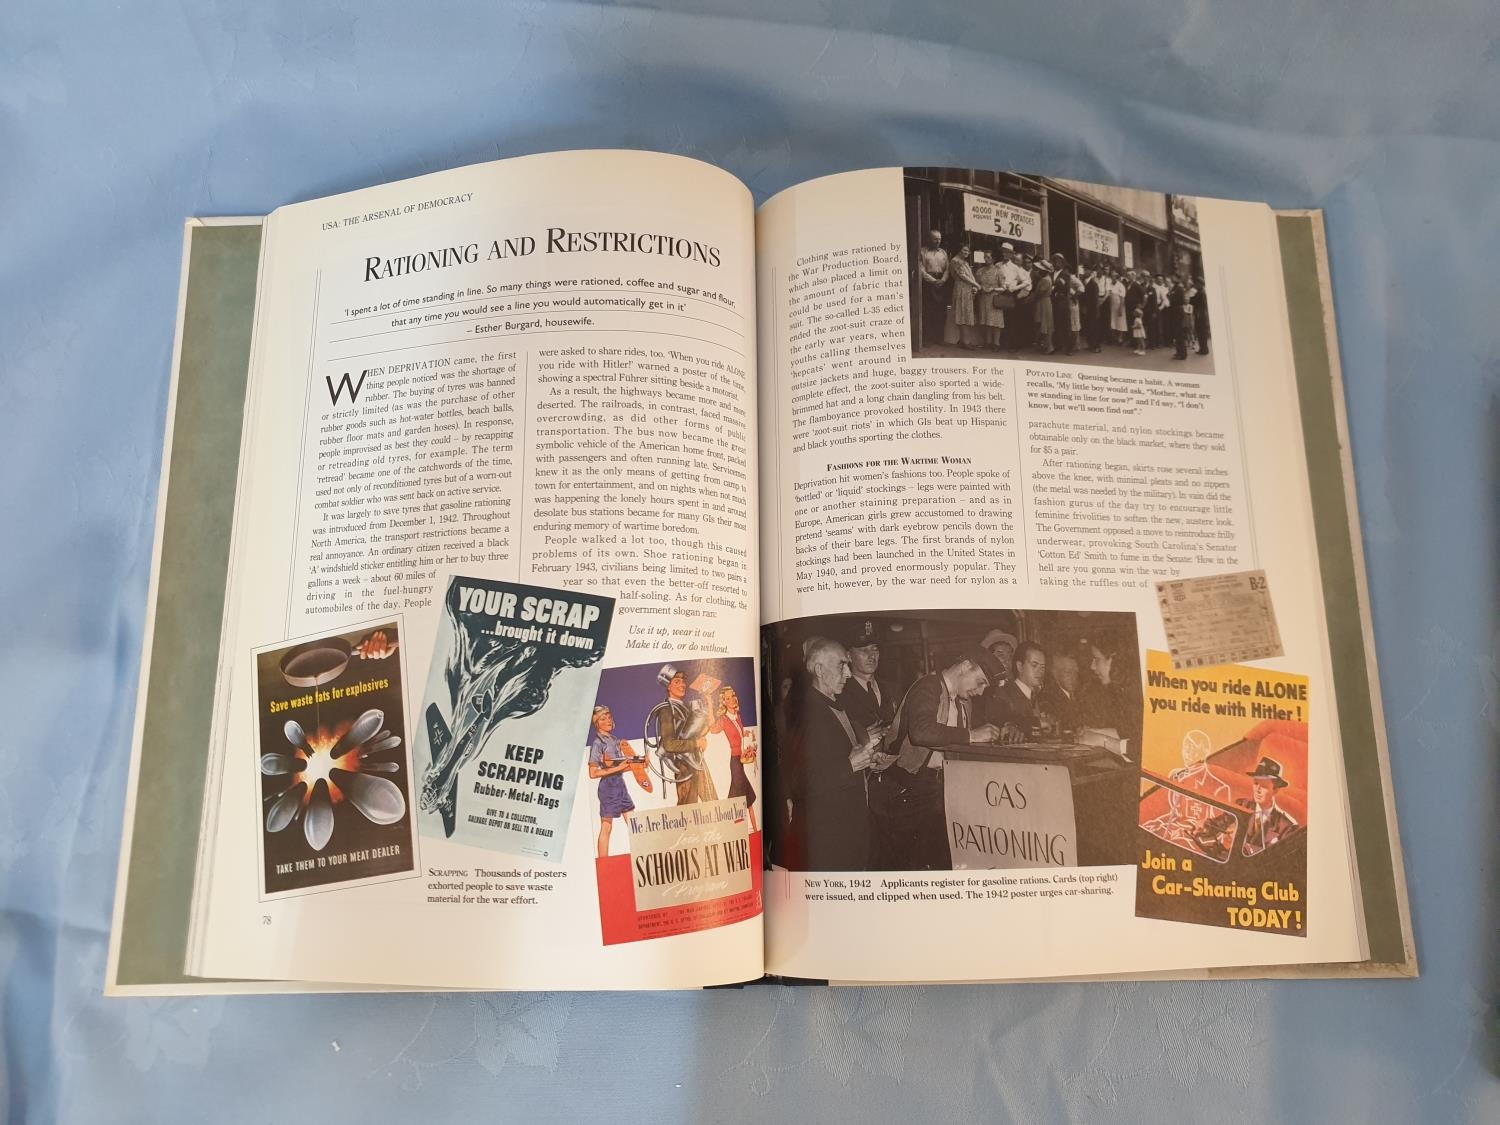 USA: THE ARSENAL OF DEMOCRACY
RATIONING AND RESTRICTIONS
'I spent a lot of time standing in line. So many things were rationed, coffee and sugar and flour,
that any time you would see a line you would automatically get in it'
– Esther Burgard, housewife.
WHEN DEPRIVATION came, the first
thing people noticed was the shortage of
rubber. The buying of tyres was banned
or strictly limited (as was the purchase of other
rubber goods such as hot-water bottles, beach balls,
rubber floor mats and garden hoses). In response,
people improvised as best they could – by recapping
or retreading old tyres, for example. The term
'retread' became one of the catchwords of the time,
used not only of reconditioned tyres but of a worn-out
combat soldier who was sent back on active service.
It was largely to save tyres that gasoline rationing
was introduced from December 1, 1942. Throughout
North America, the transport restrictions became a
real annoyance. An ordinary citizen received a black
'A' windshield sticker entitling him or her to buy three
gallons a week – about 60 miles of
driving in the fuel-hungry
automobiles of the day. People
were asked to share rides, too. 'When you ride ALONE
you ride with Hitler!' warned a poster of the time,
showing a spectral Führer sitting beside a motorist.
As a result, the highways became more and more
deserted. The railroads, in contrast, faced massive
overcrowding, as did other forms of public
transportation. The bus now became the great
symbolic vehicle of the American home front, packed
with passengers and often running late. Servicemen
knew it as the only means of getting from camp to
town for entertainment, and on nights when not much
was happening the lonely hours spent in and around
desolate bus stations became for many GIs their most
enduring memory of wartime boredom.
People walked a lot too, though this caused
problems of its own. Shoe rationing began in
February 1943, civilians being limited to two pairs a
year so that even the better-off resorted to
half-soling. As for clothing, the
government slogan ran:
Use it up, wear it out
Make it do, or do without.
Save waste fats for explosives
TAKE THEM TO YOUR MEAT DEALER
YOUR SCRAP
...brought it down
KEEP
SCRAPPING
Rubber·Metal·Rags
GIVE TO A COLLECTOR,
SALVAGE DEPOT OR SELL TO A DEALER
We Are Ready-What About You?
Join the
SCHOOLS AT WAR
Program
SCRAPPING Thousands of posters
exhorted people to save waste
material for the war effort.
78
Clothing was rationed by
the War Production Board,
which also placed a limit on
the amount of fabric that
could be used for a man's
suit. The so-called L-35 edict
ended the zoot-suit craze of
the early war years, when
youths calling themselves
'hepcats' went around in
outsize jackets and huge, baggy trousers. For the
complete effect, the zoot-suiter also sported a wide-
brimmed hat and a long chain dangling from his belt.
The flamboyance provoked hostility. In 1943 there
were 'zoot-suit riots' in which GIs beat up Hispanic
and black youths sporting the clothes.
FASHIONS FOR THE WARTIME WOMAN
Deprivation hit women's fashions too. People spoke of
'bottled' or 'liquid' stockings – legs were painted with
one or another staining preparation – and as in
Europe, American girls grew accustomed to drawing
pretend 'seams' with dark eyebrow pencils down the
backs of their bare legs. The first brands of nylon
stockings had been launched in the United States in
May 1940, and proved enormously popular. They
were hit, however, by the war need for nylon as a
40000 NEW POTATOES
POUNDS 5 26¢
POTATO LINE Queuing became a habit. A woman
recalls, 'My little boy would ask, "Mother, what are
we standing in line for now?" and I'd say, "I don't
know, but we'll soon find out".'
parachute material, and nylon stockings became
obtainable only on the black market, where they sold
for $5 a pair.
After rationing began, skirts rose several inches
above the knee, with minimal pleats and no zippers
(the metal was needed by the military). In vain did the
fashion gurus of the day try to encourage little
feminine frivolities to soften the new, austere look.
The Government opposed a move to reintroduce frilly
underwear, provoking South Carolina's Senator
'Cotton Ed' Smith to fume in the Senate: 'How in the
hell are you gonna win the war by
taking the ruffles out of
B-2
GAS
RATIONING
NEW YORK, 1942 Applicants register for gasoline rations. Cards (top right)
were issued, and clipped when used. The 1942 poster urges car-sharing.
When you ride ALONE
you ride with Hitler!
Join a
Car-Sharing Club
TODAY!